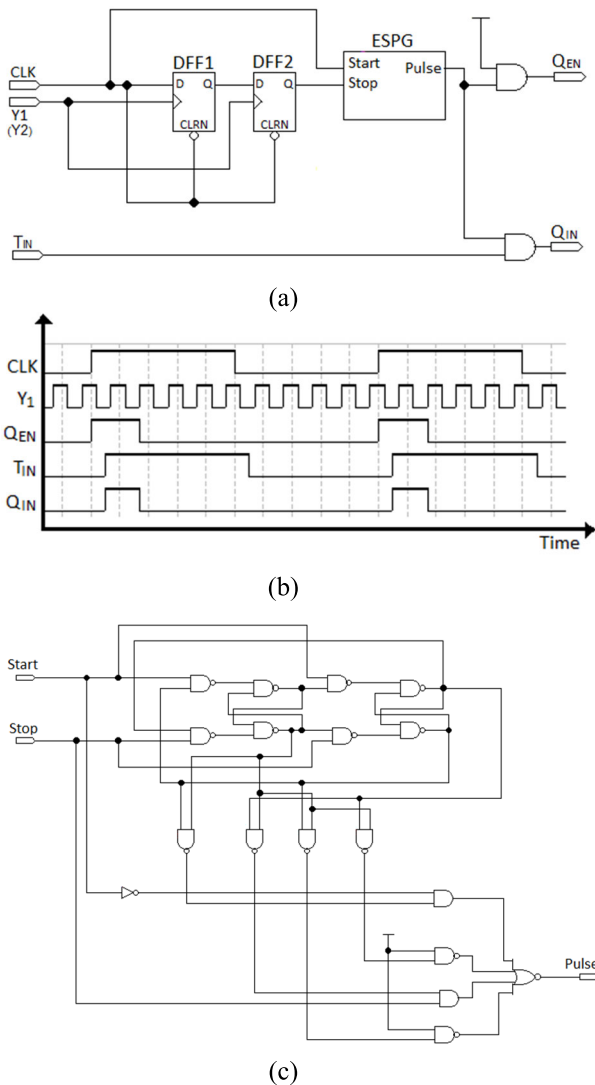 ESPG
DFF1 DFF2
CLK
D Q D Q
Start Pulse
Stop
QEN
Y1
(Y2)
CLRN CLRN
TIN
QIN
(a)
CLK
Y1
QEN
TIN
QIN
Time
(b)
Start
Stop
Pulse
(c)